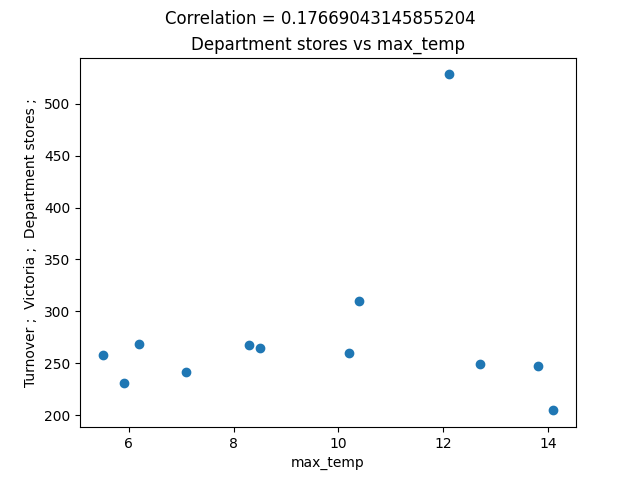 Correlation = 0.17669043145855204
Department stores vs max_temp
Turnover ;  Victoria ;  Department stores ;
500
450
400
350
300
250
200
6 8 10 12 14
max_temp